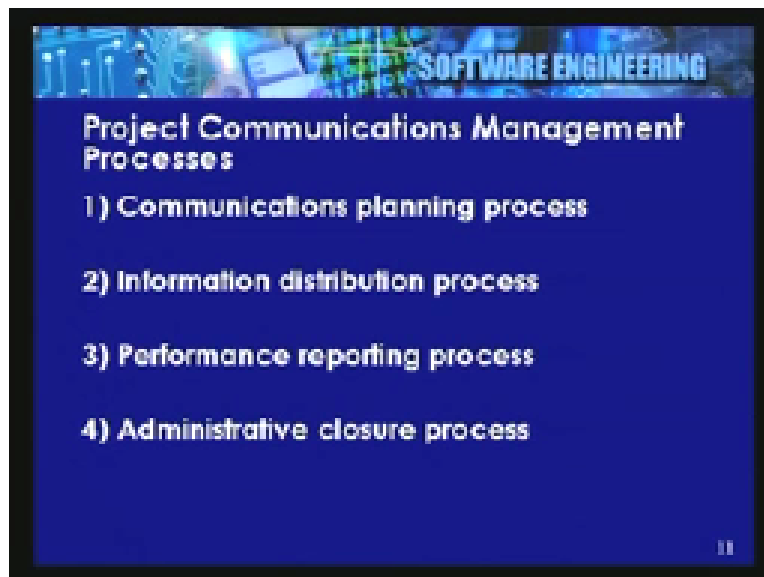 SOFTWARE ENGINEERING
Project Communications Management
Processes
1) Communications planning process
2) Information distribution process
3) Performance reporting process
4) Administrative closure process